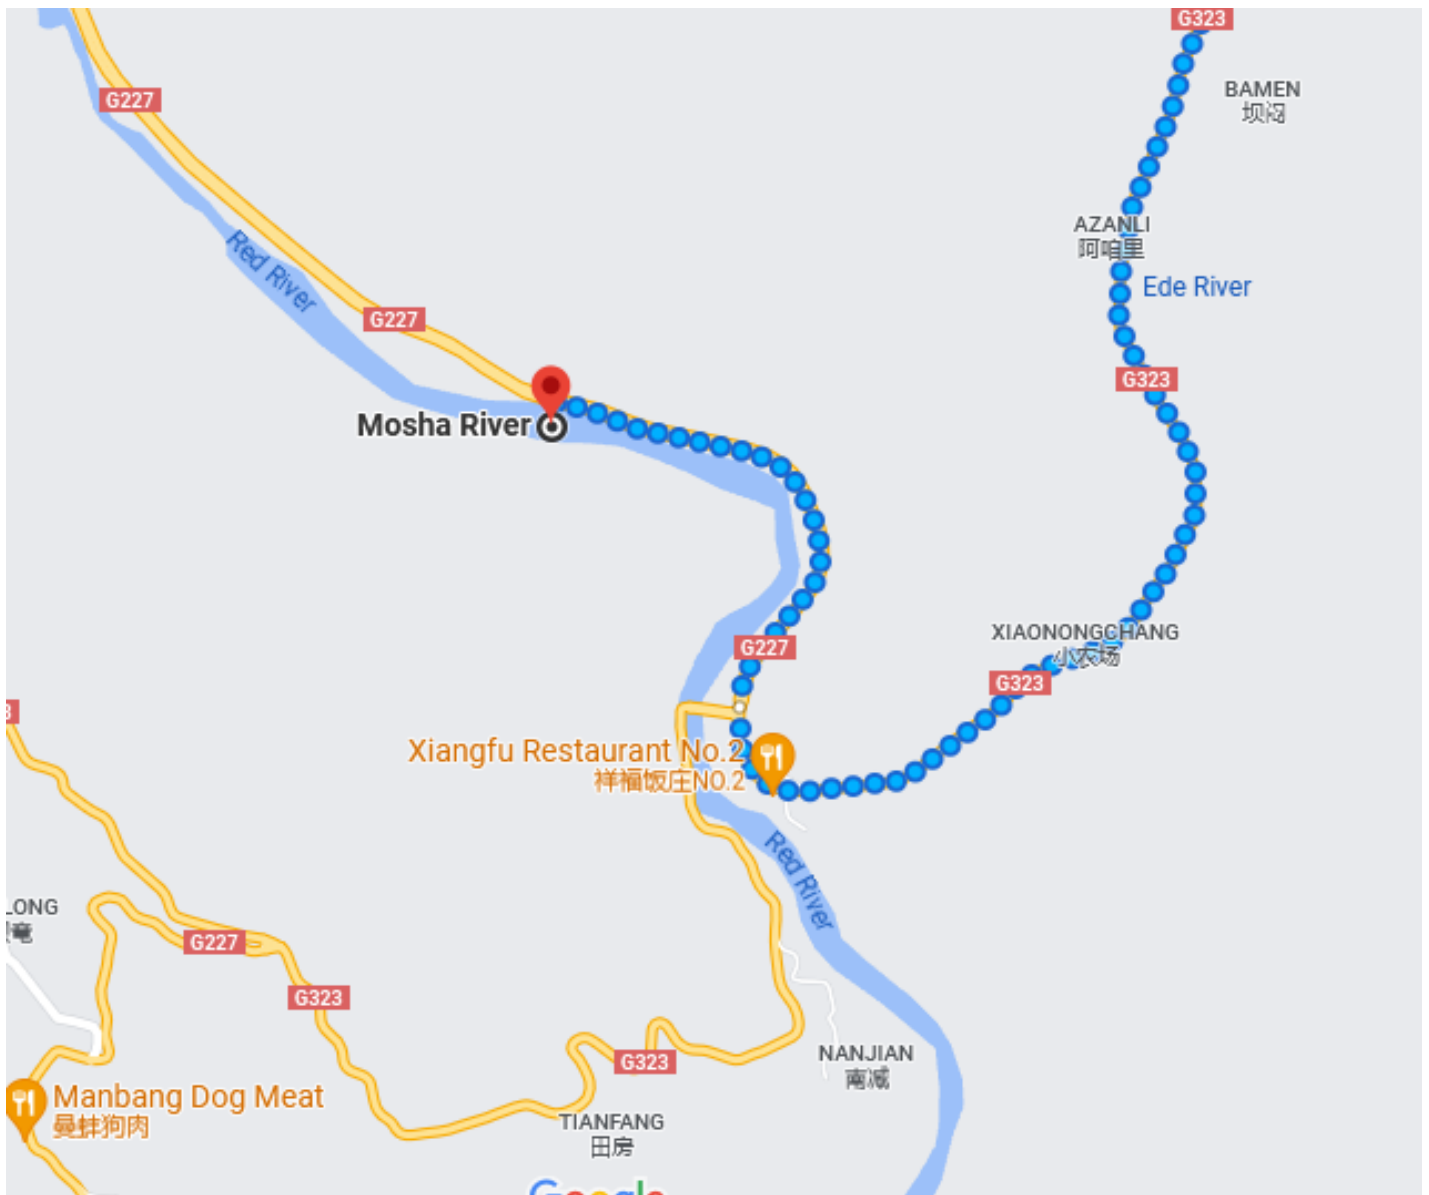 G323
BAMEN
坝闷
G227
AZANLI
阿咱里
Red River
Ede River
G227
G323
Mosha River
XIAONONGCHANG
小农场
G227
G323
Xiangfu Restaurant No.2
祥福饭庄NO.2
Red River
LONG
G227
G323
NANJIAN
南减
G323
Manbang Dog Meat
曼蚌狗肉
TIANFANG
田房
Google